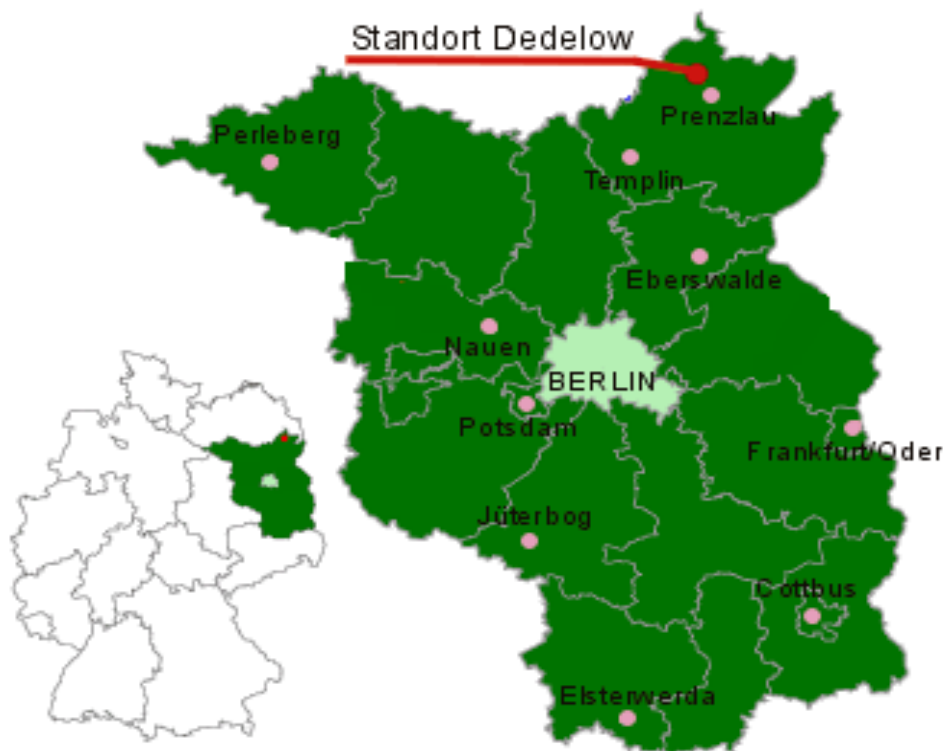 Standort Dedelow
Prenzlau
Perleberg
Templin
Eberswalde
Nauen
BERLIN
Potsdam
Frankfurt/Oder
Jüterbog
Cottbus
Elsterwerda